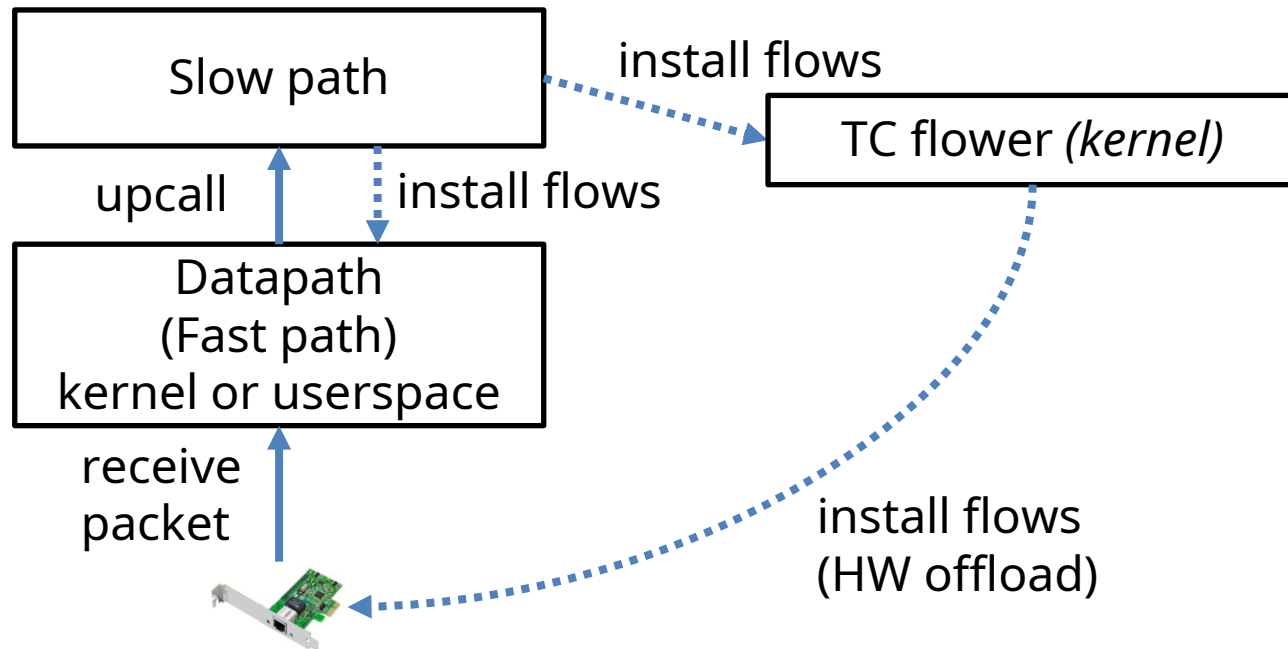 Slow path
install flows
TC flower (kernel)
upcall
install flows
Datapath
(Fast path)
kernel or userspace
receive
packet
install flows
(HW offload)